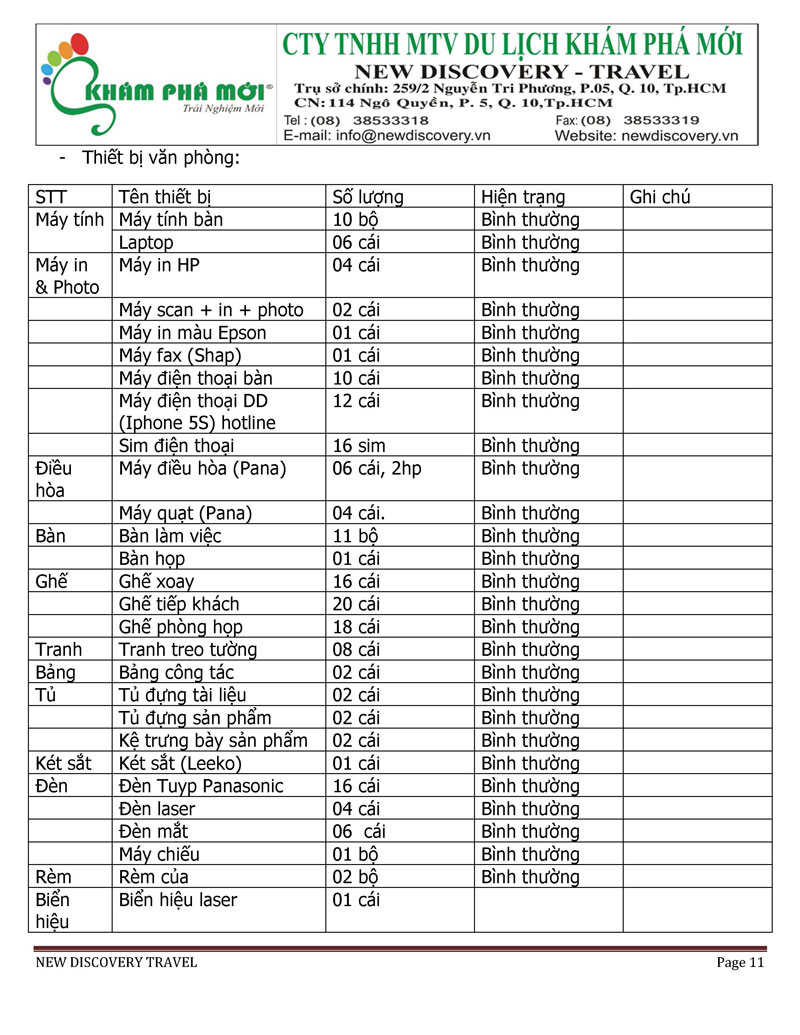 KHÁM PHÁ MỚI®
Trải Nghiệm Mới
CTY TNHH MTV DU LỊCH KHÁM PHÁ MỚI
NEW DISCOVERY - TRAVEL
Trụ sở chính: 259/2 Nguyễn Tri Phương, P.05, Q. 10, Tp.HCM
CN: 114 Ngô Quyền, P. 5, Q. 10,Tp.HCM
Tel : (08) 38533318 Fax: (08) 38533319
E-mail: info@newdiscovery.vn Website: newdiscovery.vn
- Thiết bị văn phòng:
STT Tên thiết bị Số lượng Hiện trạng Ghi chú
Máy tính Máy tính bàn 10 bộ Bình thường
Laptop 06 cái Bình thường
Máy in Máy in HP 04 cái Bình thường
& Photo
Máy scan + in + photo 02 cái Bình thường
Máy in màu Epson 01 cái Bình thường
Máy fax (Shap) 01 cái Bình thường
Máy điện thoại bàn 10 cái Bình thường
Máy điện thoại DD 12 cái Bình thường
(Iphone 5S) hotline
Sim điện thoại 16 sim Bình thường
Điều Máy điều hòa (Pana) 06 cái, 2hp Bình thường
hòa
Máy quạt (Pana) 04 cái. Bình thường
Bàn Bàn làm việc 11 bộ Bình thường
Bàn họp 01 cái Bình thường
Ghế Ghế xoay 16 cái Bình thường
Ghế tiếp khách 20 cái Bình thường
Ghế phòng họp 18 cái Bình thường
Tranh Tranh treo tường 08 cái Bình thường
Bảng Bảng công tác 02 cái Bình thường
Tủ Tủ đựng tài liệu 02 cái Bình thường
Tủ đựng sản phẩm 02 cái Bình thường
Kệ trưng bày sản phẩm 02 cái Bình thường
Két sắt Két sắt (Leeko) 01 cái Bình thường
Đèn Đèn Tuyp Panasonic 16 cái Bình thường
Đèn laser 04 cái Bình thường
Đèn mắt 06 cái Bình thường
Máy chiếu 01 bộ Bình thường
Rèm Rèm của 02 bộ Bình thường
Biển Biển hiệu laser 01 cái
hiệu
NEW DISCOVERY TRAVEL Page 11